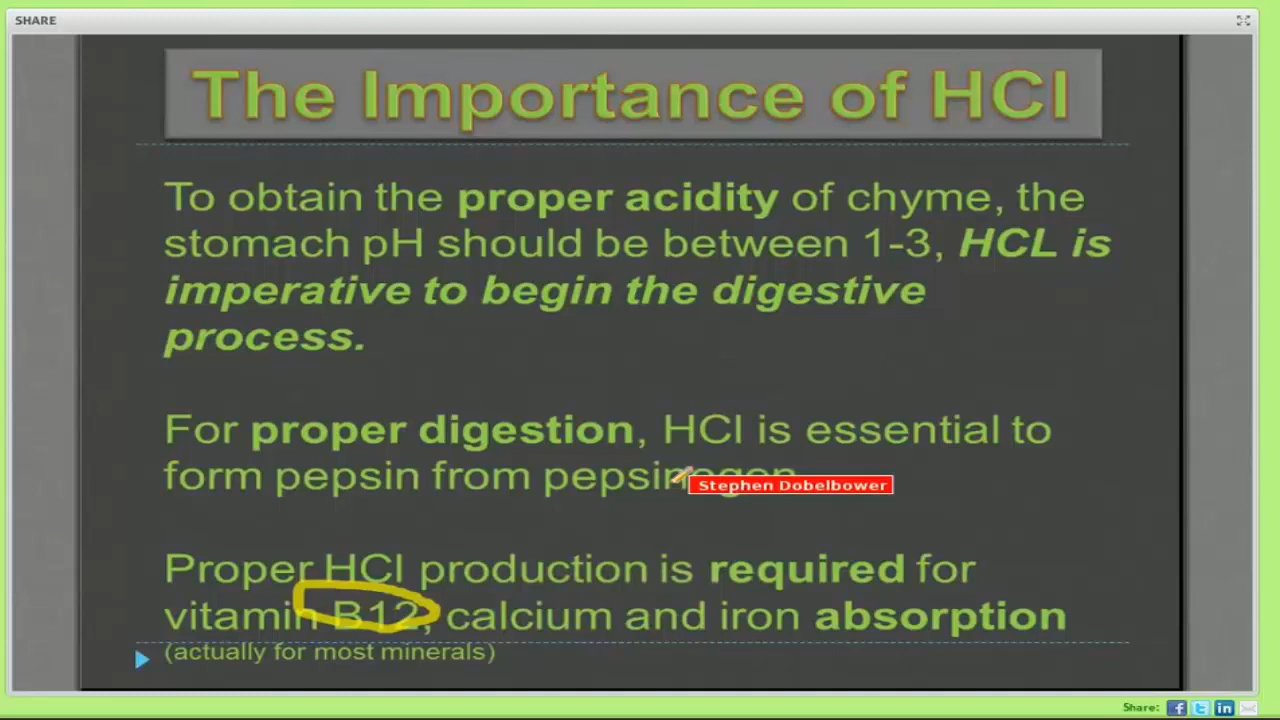 SHARE
The Importance of HCl
To obtain the proper acidity of chyme, the
stomach pH should be between 1-3, HCL is
imperative to begin the digestive
process.
For proper digestion, HCl is essential to
form pepsin from pepsinogen
Stephen Dobelbower
Proper HCl production is required for
vitamin B12, calcium and iron absorption
(actually for most minerals)
Share: f t in